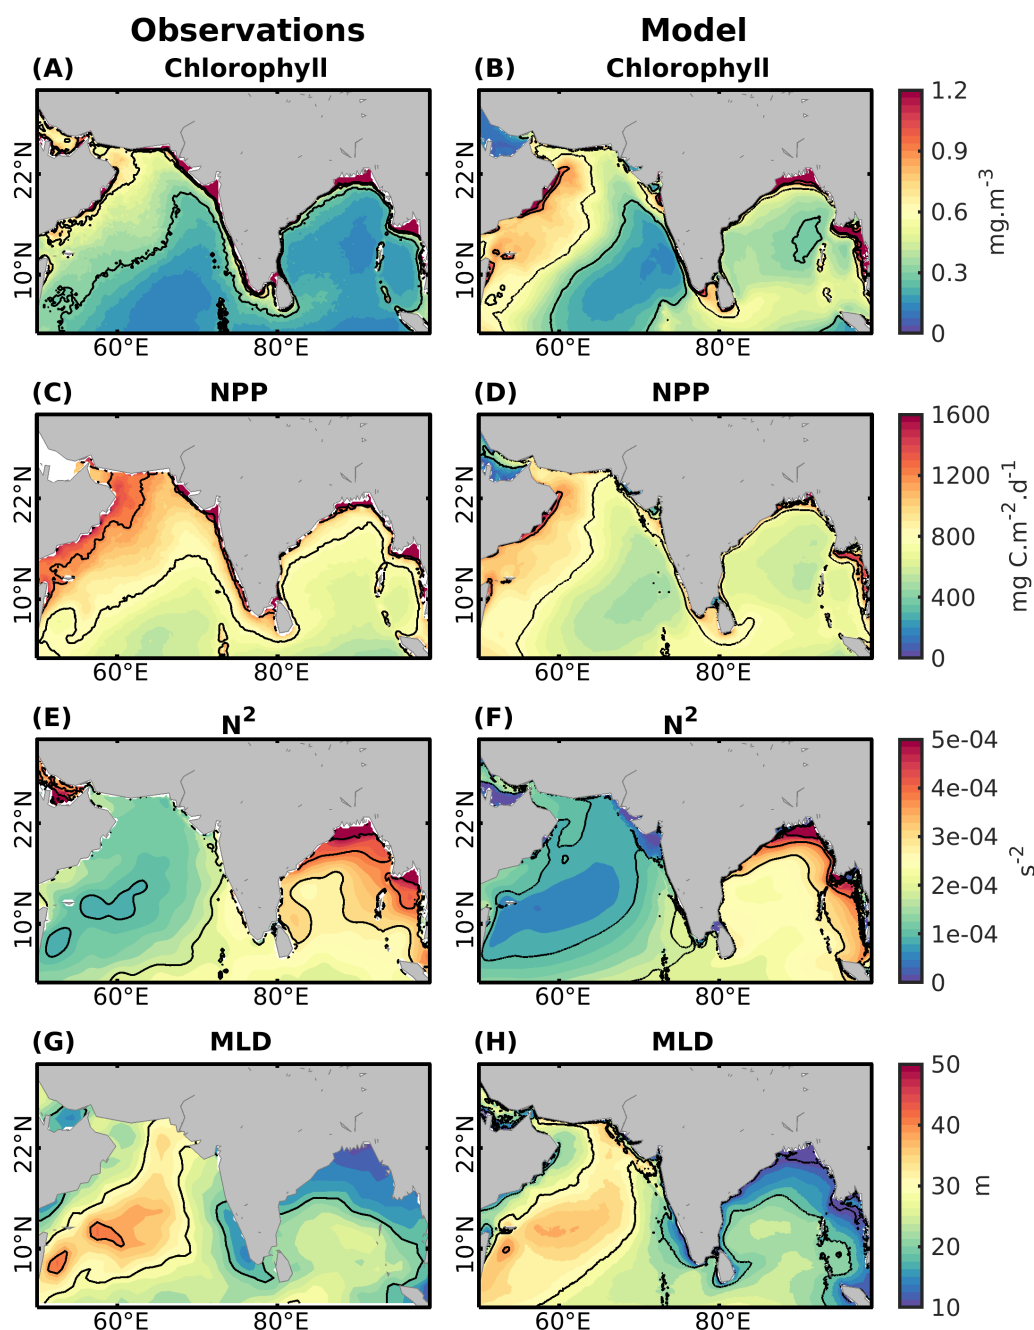 Observations Model
(A) Chlorophyll (B) Chlorophyll
22°N
10°N
60°E 80°E 60°E 80°E
1.2
0.9
0.6
0.3
0
mg.m-3
(C) NPP (D) NPP
22°N
10°N
60°E 80°E 60°E 80°E
1600
1200
800
400
0
mg C.m-2.d-1
(E) N2 (F) N2
22°N
10°N
60°E 80°E 60°E 80°E
5e-04
4e-04
3e-04
2e-04
1e-04
0
s-2
(G) MLD (H) MLD
22°N
10°N
60°E 80°E 60°E 80°E
50
40
30
20
10
m
22°N
10°N
22°N
10°N
22°N
10°N
22°N
10°N